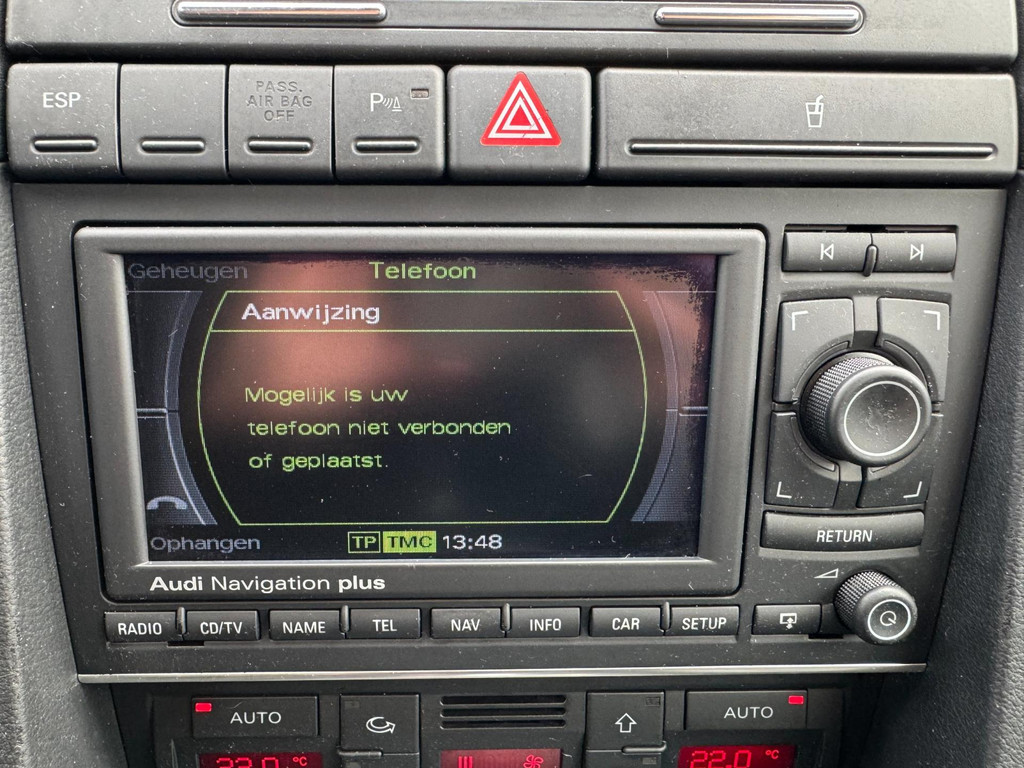 ESP
PASS.
AIR BAG
OFF
P
Geheugen
Telefoon
Aanwijzing
Mogelijk is uw
telefoon niet verbonden
of geplaatst.
Ophangen
TP TMC 13:48
Audi Navigation plus
RETURN
RADIO CD/TV NAME TEL NAV INFO CAR SETUP
AUTO
AUTO
22.0 °C
22.0 °C